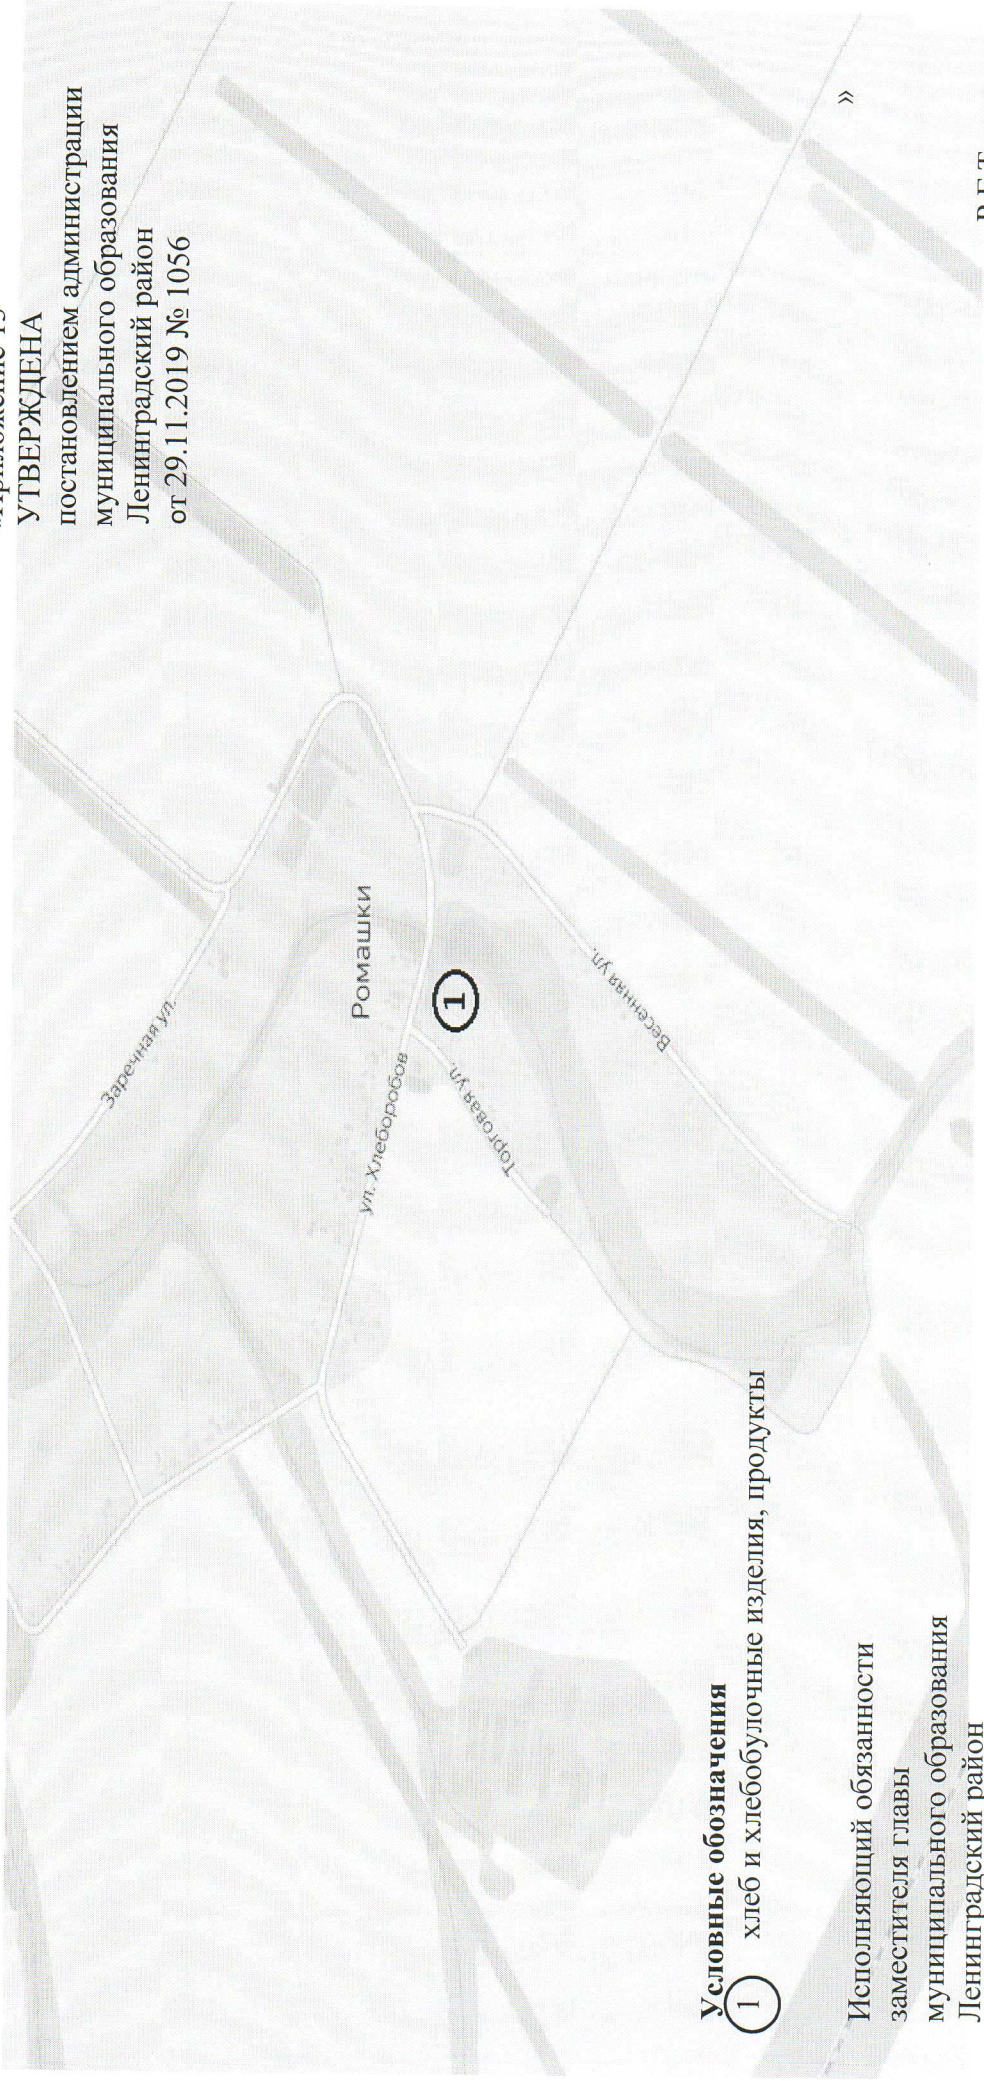 УТВЕРЖДЕНА
постановлением администрации
муниципального образования
Ленинградский район
от 29.11.2019 № 1056
Заречная ул.
Ромашки
ул. Хлеборобов
1
Торговая ул.
Весенняя ул.
Условные обозначения
1 хлеб и хлебобулочные изделия, продукты
Исполняющий обязанности
заместителя главы
муниципального образования
Ленинградский район
»